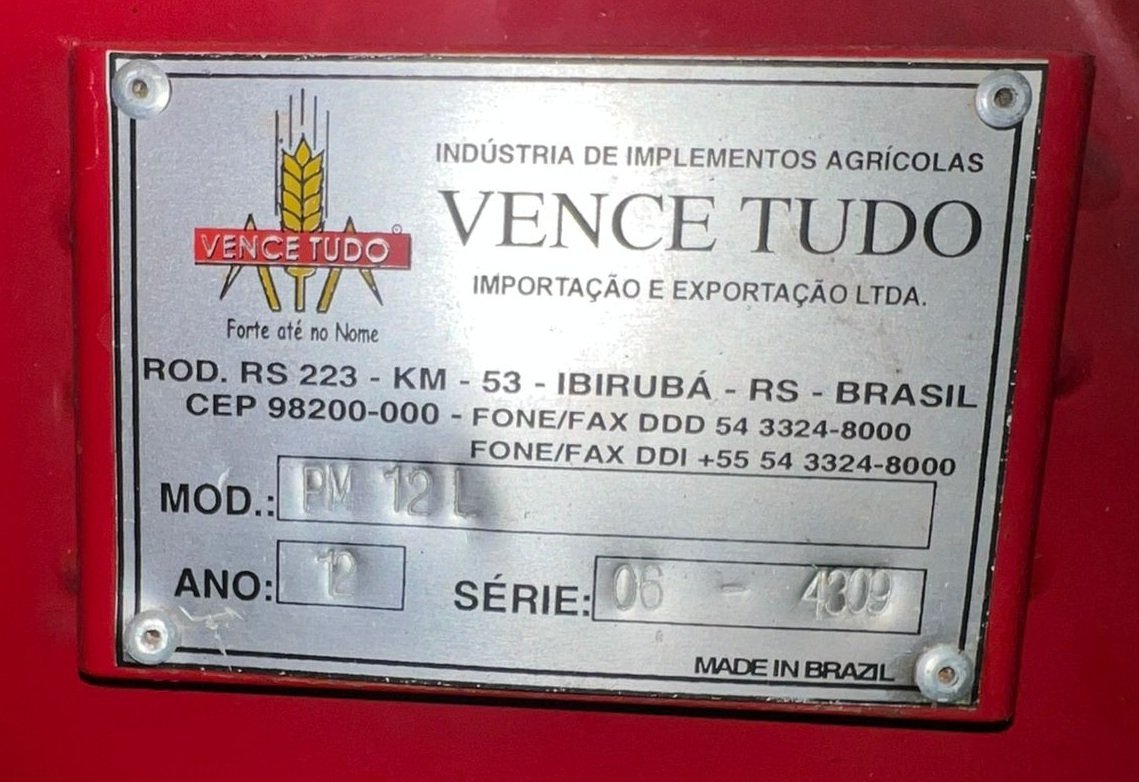 VENCE TUDO
Forte até no Nome
INDÚSTRIA DE IMPLEMENTOS AGRÍCOLAS
VENCE TUDO
IMPORTAÇÃO E EXPORTAÇÃO LTDA.
ROD. RS 223 - KM - 53 - IBIRUBÁ - RS - BRASIL
CEP 98200-000 - FONE/FAX DDD 54 3324-8000
FONE/FAX DDI +55 54 3324-8000
MOD.: PM 12 L
ANO: 12 SÉRIE: 06 - 4309
MADE IN BRAZIL